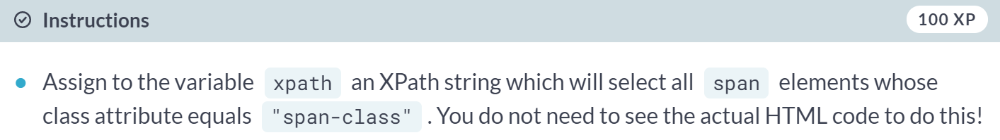 Instructions 100 XP
Assign to the variable xpath an XPath string which will select all span elements whose
class attribute equals "span-class" . You do not need to see the actual HTML code to do this!